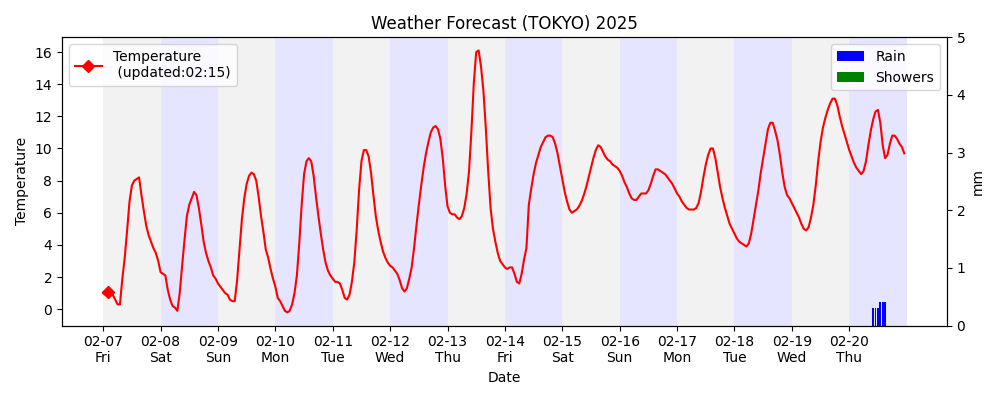 Weather Forecast (TOKYO) 2025
Temperature
(updated:02:15)
Rain
Showers
Temperature
16
14
12
10
8
6
4
2
0
5
4
3
2
1
0
mm
02-07 02-08 02-09 02-10 02-11 02-12 02-13 02-14 02-15 02-16 02-17 02-18 02-19 02-20
Fri Sat Sun Mon Tue Wed Thu Fri Sat Sun Mon Tue Wed Thu
Date